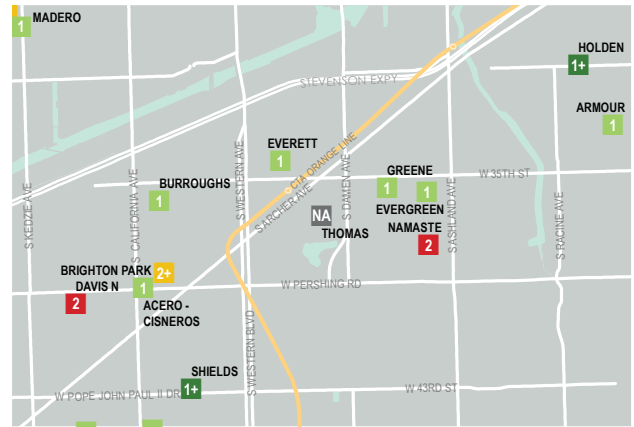 MADERO
1
HOLDEN
1+
STEVENSON EXPY
ARMOUR
1
EVERETT
1
CTA ORANGE LINE
S ARCHER AVE
S WESTERN AVE
S DAMEN AVE
GREENE
1
1
W 35TH ST
BURROUGHS
1
S KEDZIE AVE
S CALIFORNIA AVE
NA
THOMAS
EVERGREEN
NAMASTE
2
S ASHLAND AVE
S RACINE AVE
BRIGHTON PARK
2+
DAVIS N
2
1
ACERO -
CISNEROS
W PERSHING RD
S WESTERN BLVD
SHIELDS
1+
W POPE JOHN PAUL II DR
W 43RD ST